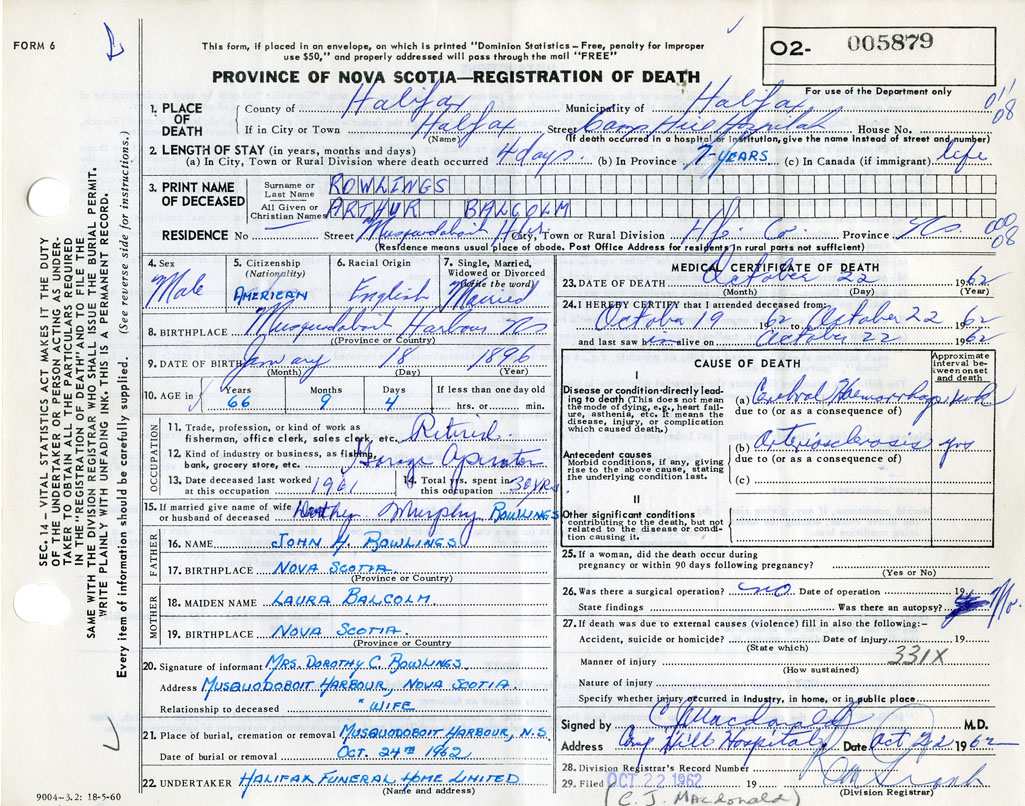 FORM 6
This form, if placed in an envelope, on which is printed "Dominion Statistics – Free, penalty for improper
use $50," and properly addressed will pass through the mail "FREE"
PROVINCE OF NOVA SCOTIA—REGISTRATION OF DEATH
O2- 005879
For use of the Department only
011
08
1. PLACE OF DEATH
County of Halifax Municipality of Halifax
If in City or Town Halifax Street Camp Hill Hospital House No.
(Name) (If death occurred in a hospital or institution, give the name instead of street and number)
2. LENGTH OF STAY (in years, months and days)
(a) In City, Town or Rural Division where death occurred 4 days. (b) In Province 7-YEARS (c) In Canada (if immigrant) life
3. PRINT NAME OF DECEASED
Surname or Last Name ROWLINGS
All Given or Christian Names ARTHUR BALCOLM
000
08
RESIDENCE No — Street Musquodoboit Hbr City, Town or Rural Division Hfx. Co. Province NS.
(Residence means usual place of abode. Post Office Address for residents in rural parts not sufficient)
4. Sex Male
5. Citizenship (Nationality) AMERICAN
6. Racial Origin English
7. Single, Married, Widowed or Divorced (Write the word) Married
8. BIRTHPLACE Musquodoboit Harbour NS
(Province or Country)
9. DATE OF BIRTH January 18 1896
(Month) (Day) (Year)
10. AGE in Years 66 Months 9 Days 4 If less than one day old
hrs. or min.
OCCUPATION
11. Trade, profession, or kind of work as
fisherman, office clerk, sales clerk, etc. Retired.
12. Kind of industry or business, as fishing,
bank, grocery store, etc. Garage Operator
13. Date deceased last worked at this occupation 1961
14. Total yrs. spent in this occupation 30 YRS
15. If married give name of wife
or husband of deceased Dorothy Murphy ROWLINGS
FATHER
16. NAME JOHN H. ROWLINGS
17. BIRTHPLACE NOVA SCOTIA
(Province or Country)
MOTHER
18. MAIDEN NAME LAURA BALCOLM
19. BIRTHPLACE NOVA SCOTIA.
(Province or Country)
20. Signature of informant MRS. DOROTHY C. ROWLINGS.
Address MUSQUODOBOIT HARBOUR, NOVA SCOTIA
Relationship to deceased " WIFE
21. Place of burial, cremation or removal MUSQUODOBOIT HARBOUR, N.S.
Date of burial or removal OCT. 24TH 1962
22. UNDERTAKER HALIFAX FUNERAL HOME LIMITED
(Name and address)
9004-3.2: 18-5-60
MEDICAL CERTIFICATE OF DEATH
23. DATE OF DEATH October 22 1962
(Month) (Day) (Year)
24. I HEREBY CERTIFY that I attended deceased from:
October 19 1962 to October 22 1962
and last saw him alive on October 22 1962
CAUSE OF DEATH
Approximate interval between onset and death
I
Disease or condition directly leading to death (This does not mean the mode of dying, e.g., heart failure, asthenia, etc. It means the disease, injury, or complication which caused death.)
(a) Cerebral Haemorrhage week
due to (or as a consequence of)
Antecedent causes
Morbid conditions, if any, giving rise to the above cause, stating the underlying condition last.
(b) Arteriosclerosis yrs
due to (or as a consequence of)
(c)
II
Other significant conditions
contributing to the death, but not related to the disease or condition causing it.
25. If a woman, did the death occur during
pregnancy or within 90 days following pregnancy?
(Yes or No)
26. Was there a surgical operation? no Date of operation 19
State findings Was there an autopsy? No.
27. If death was due to external causes (violence) fill in also the following:–
Accident, suicide or homicide? Date of injury 19
(State which)
331X
Manner of injury
(How sustained)
Nature of injury
Specify whether injury occurred in industry, in home, or in public place
Signed by C J Macdonald M.D.
Address Camp Hill Hospital Date Oct 22 1962
28. Division Registrar's Record Number
29. Filed OCT 22 1962 19
(Division Registrar)
(C. J. MACDONALD)
SEC. 14 – VITAL STATISTICS ACT MAKES IT THE DUTY
OF THE UNDERTAKER OR PERSON ACTING AS UNDER-
TAKER TO OBTAIN ALL THE PARTICULARS REQUIRED
IN THE "REGISTRATION OF DEATH" AND TO FILE THE
SAME WITH THE DIVISION REGISTRAR WHO SHALL ISSUE THE BURIAL PERMIT.
WRITE PLAINLY WITH UNFADING INK. THIS IS A PERMANENT RECORD.
Every item of information should be carefully supplied. (See reverse side for instructions.)